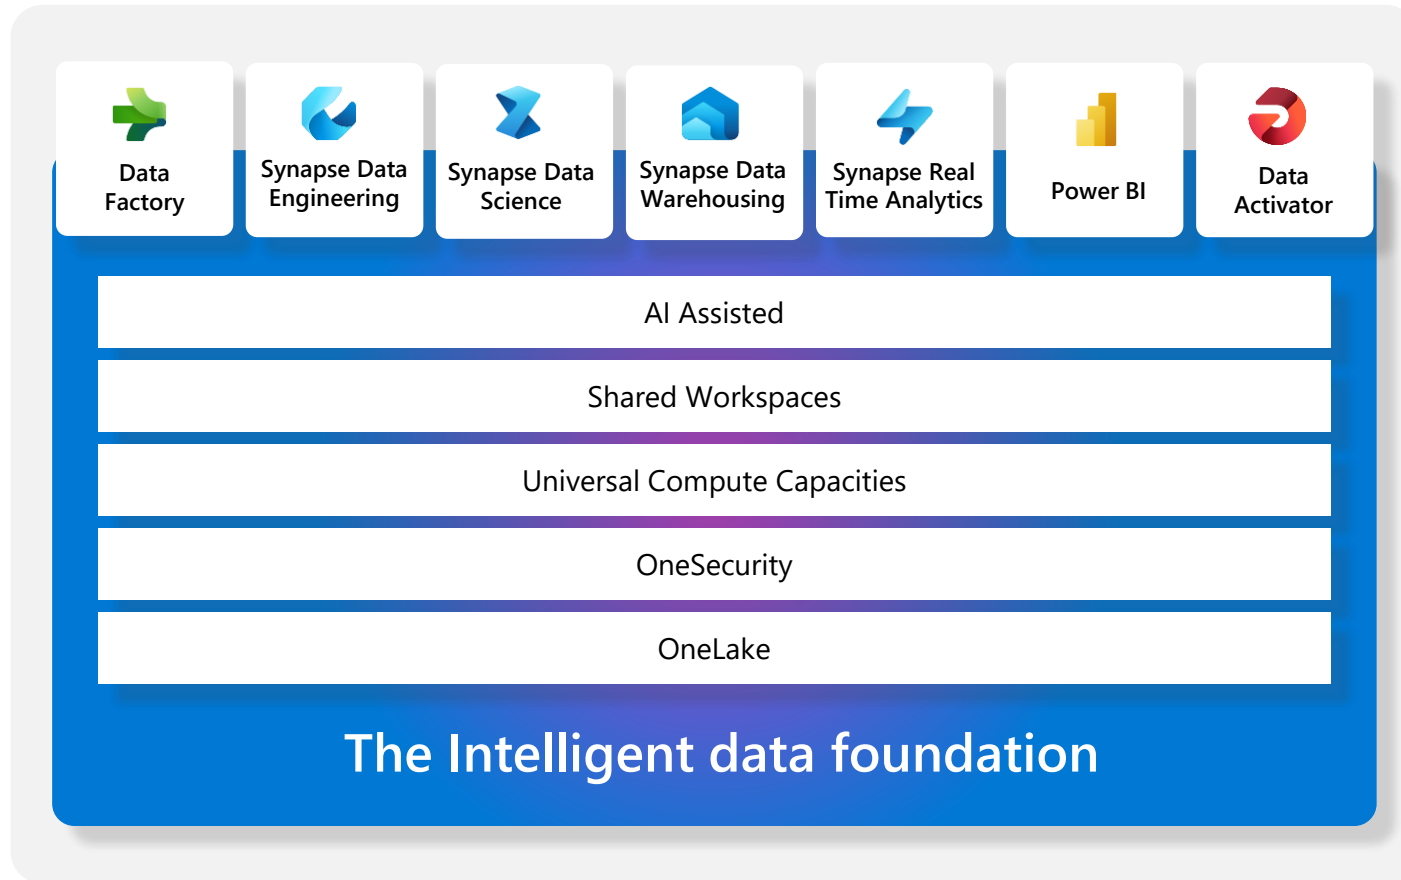 Data
Factory
Synapse Data
Engineering
Synapse Data
Science
Synapse Data
Warehousing
Synapse Real
Time Analytics
Power BI
Data
Activator
AI Assisted
Shared Workspaces
Universal Compute Capacities
OneSecurity
OneLake
The Intelligent data foundation